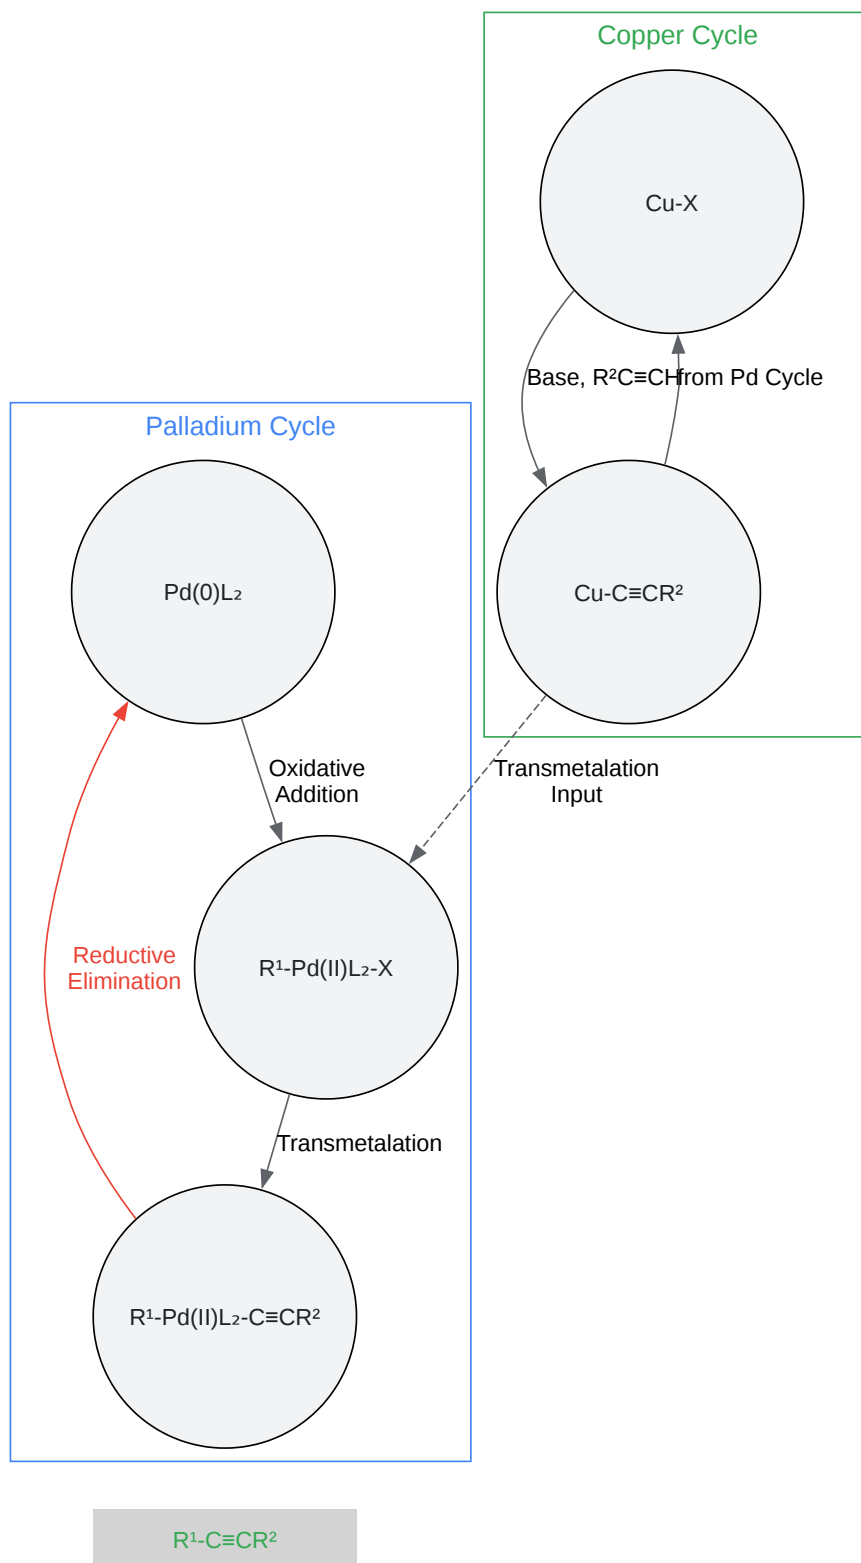 Copper Cycle
Cu-X
Base, R²C≡CH
from Pd Cycle
Palladium Cycle
Pd(0)L₂
Cu-C≡CR²
Oxidative
Addition
Transmetalation
Input
Reductive
Elimination
R¹-Pd(II)L₂-X
Transmetalation
R¹-Pd(II)L₂-C≡CR²
R¹-C≡CR²